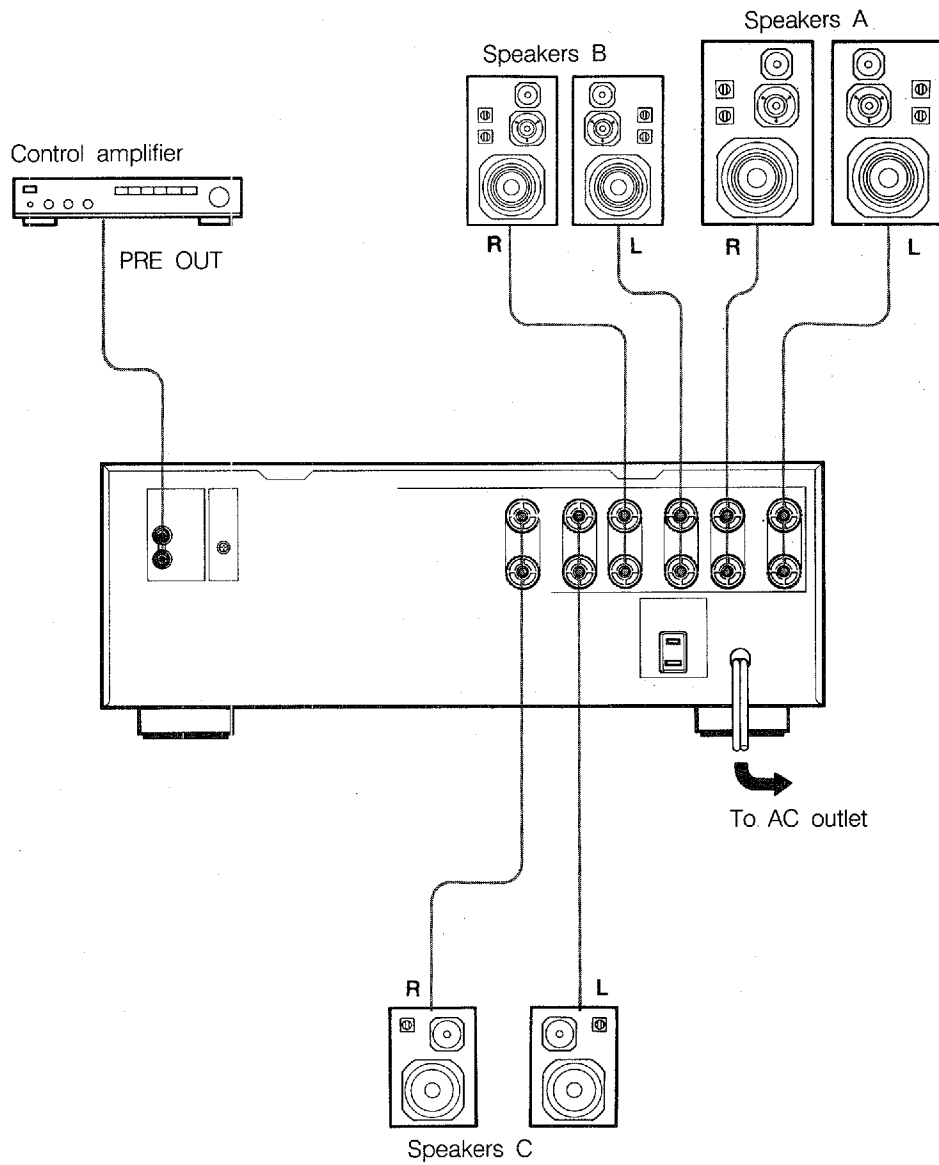 Speakers A
Speakers B
Control amplifier
PRE OUT
R
L
R
L
To AC outlet
R
L
Speakers C